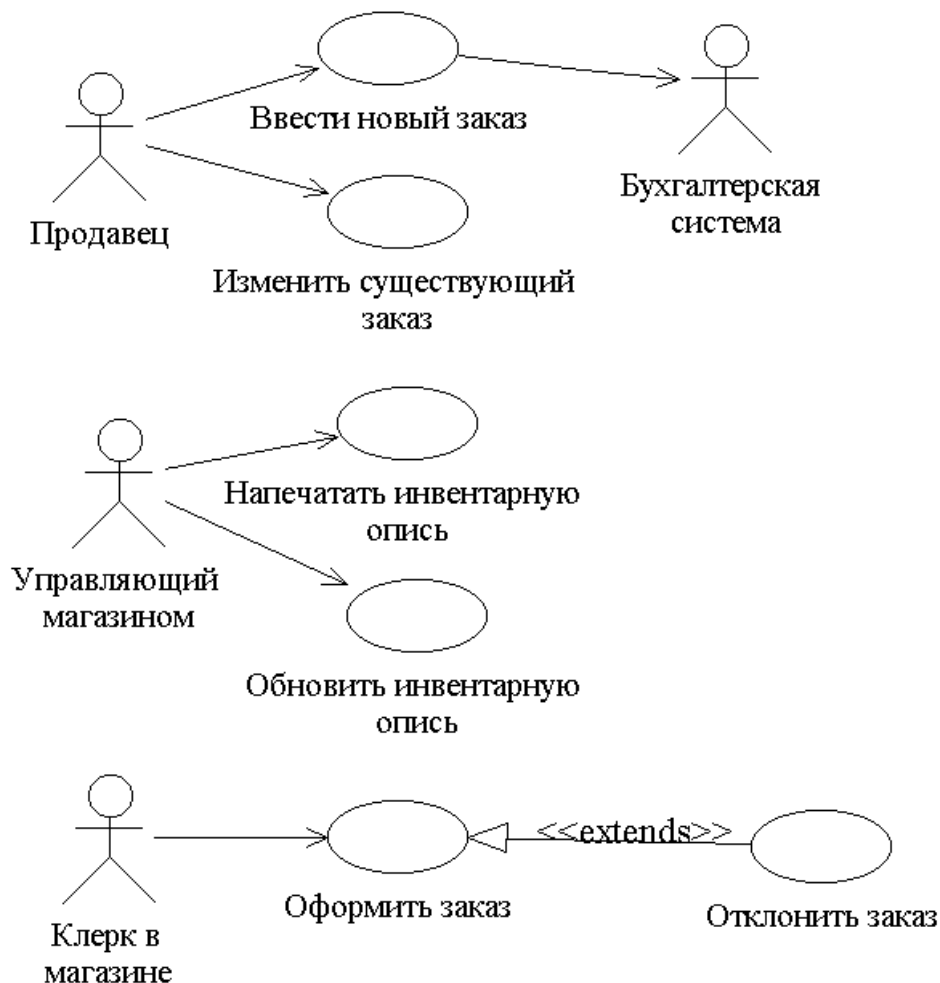 Ввести новый заказ
Продавец
Бухгалтерская
система
Изменить существующий
заказ
Напечатать инвентарную
опись
Управляющий
магазином
Обновить инвентарную
опись
<<extends>>
Оформить заказ
Отклонить заказ
Клерк в
магазине